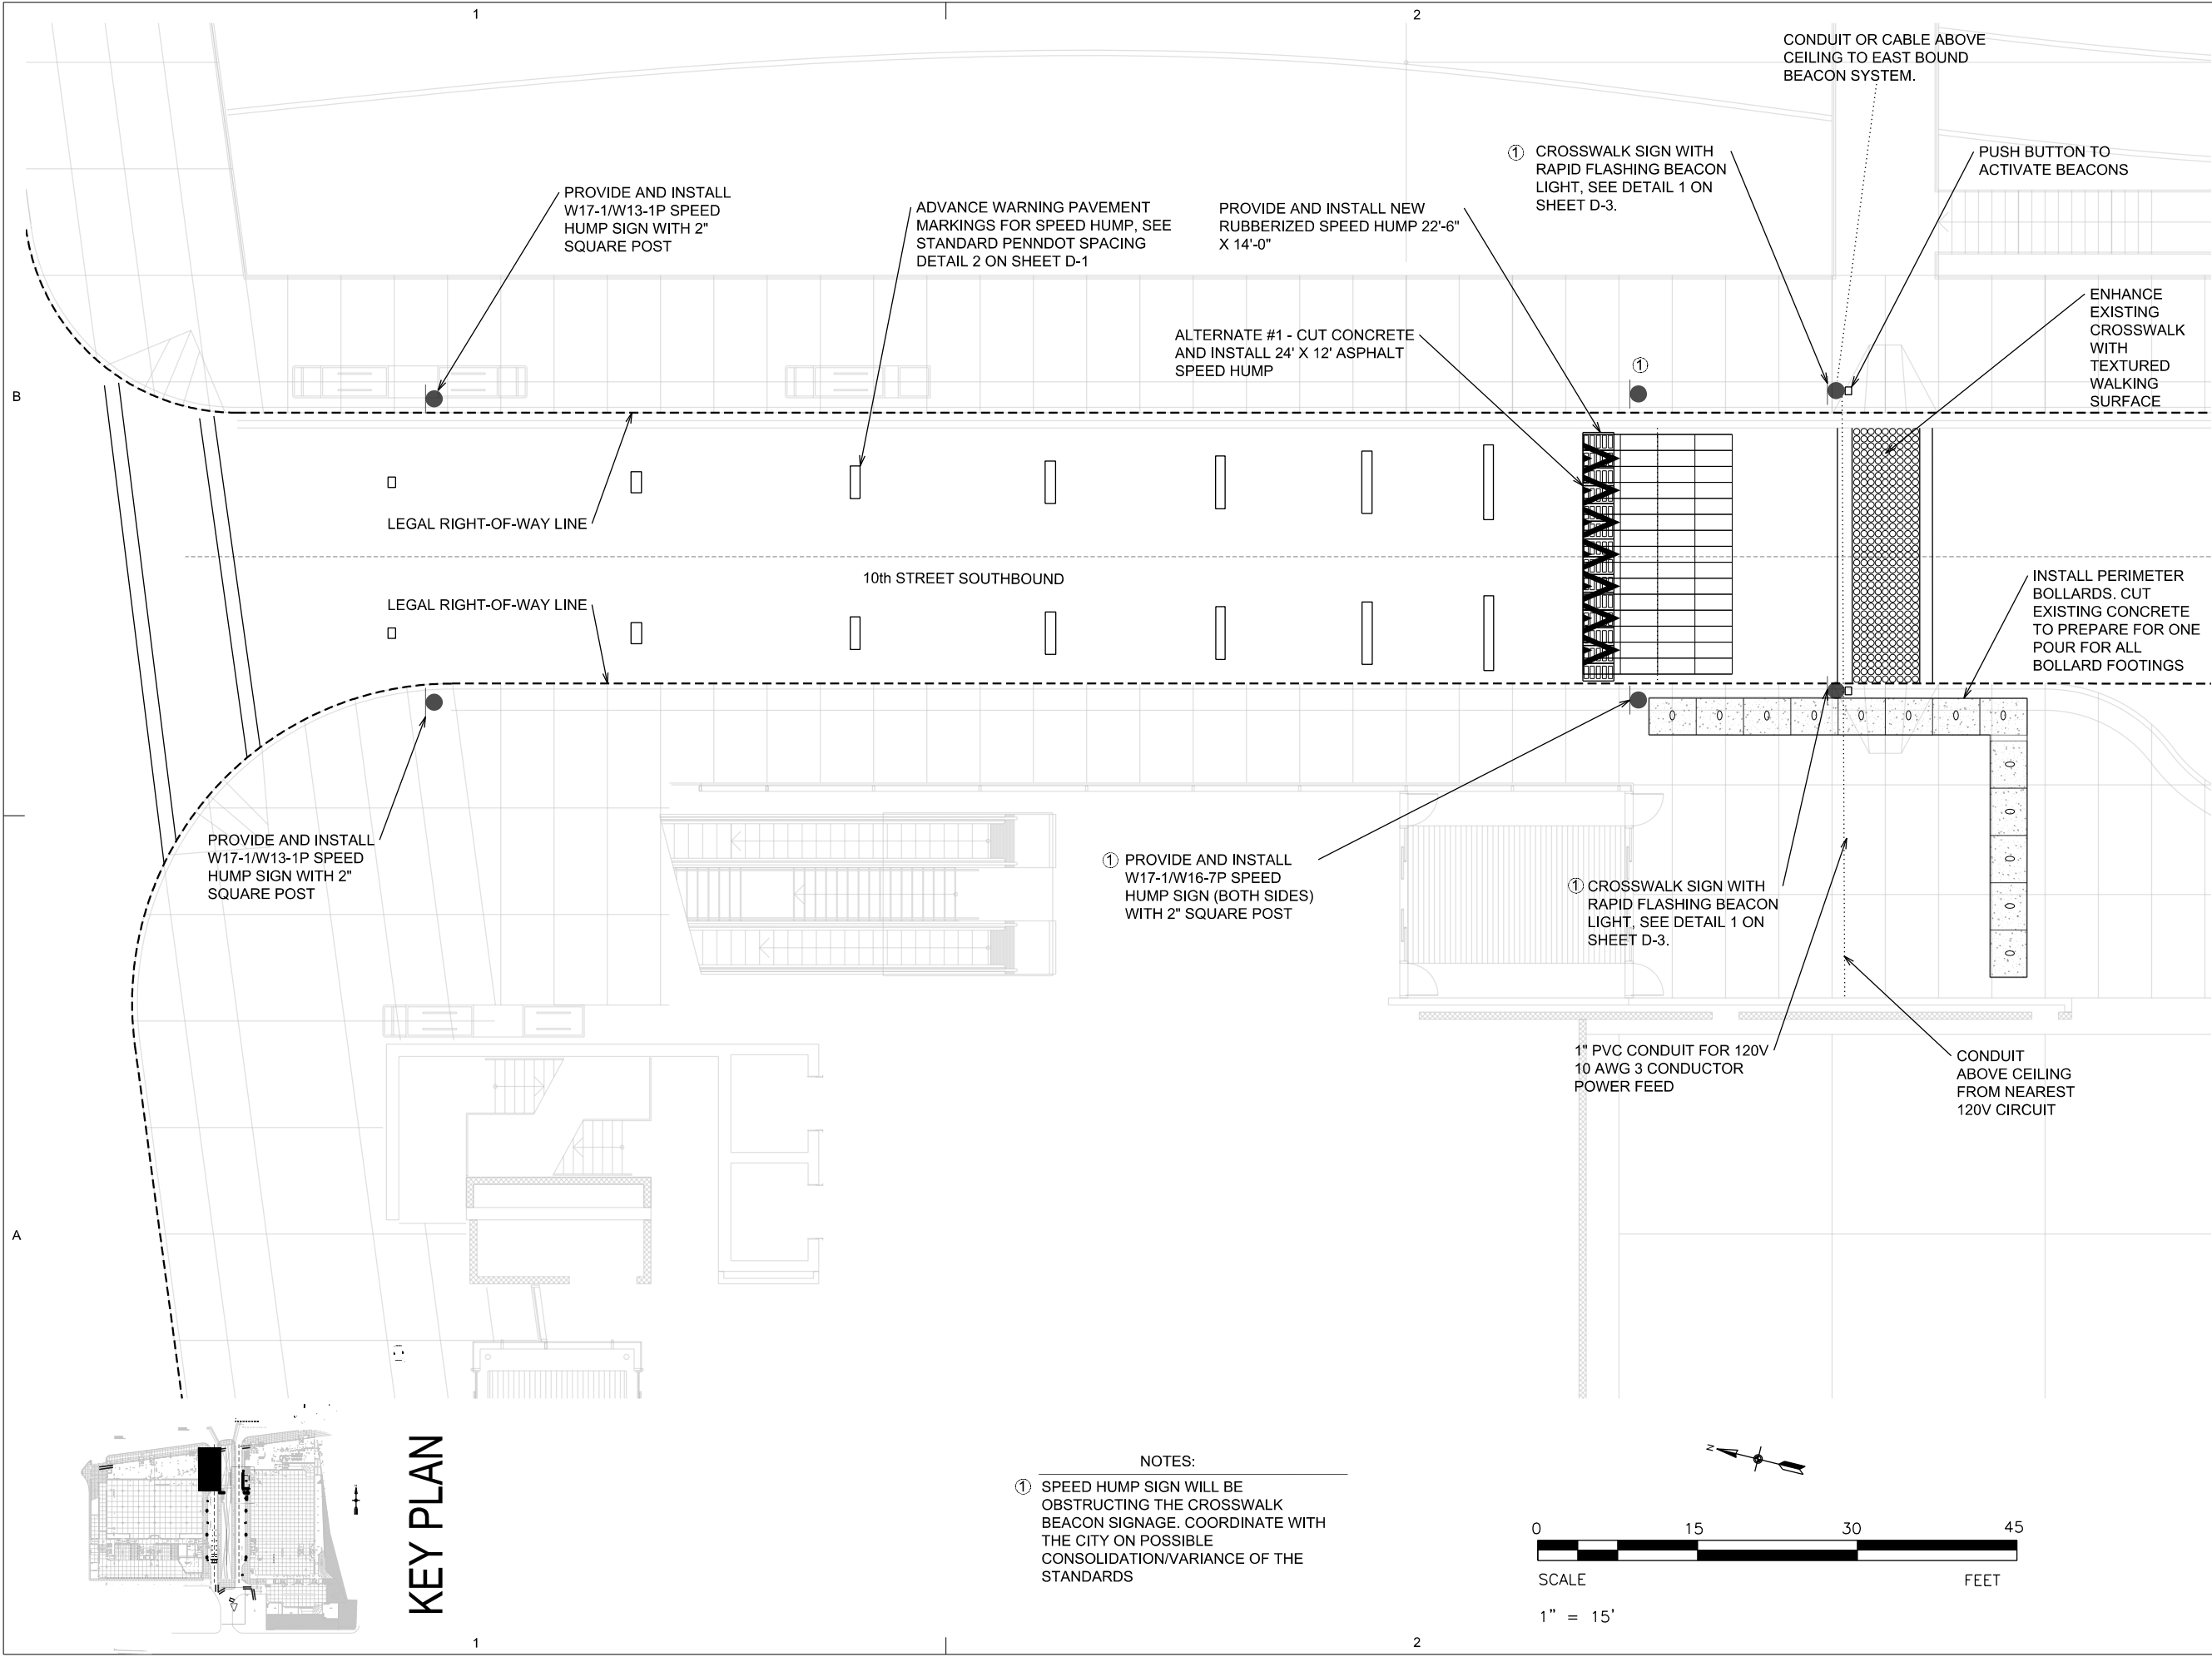 1
2
CONDUIT OR CABLE ABOVE
CEILING TO EAST BOUND
BEACON SYSTEM.
① CROSSWALK SIGN WITH
RAPID FLASHING BEACON
LIGHT, SEE DETAIL 1 ON
SHEET D-3.
PUSH BUTTON TO
ACTIVATE BEACONS
PROVIDE AND INSTALL
W17-1/W13-1P SPEED
HUMP SIGN WITH 2"
SQUARE POST
ADVANCE WARNING PAVEMENT
MARKINGS FOR SPEED HUMP, SEE
STANDARD PENNDOT SPACING
DETAIL 2 ON SHEET D-1
PROVIDE AND INSTALL NEW
RUBBERIZED SPEED HUMP 22'-6"
X 14'-0"
ENHANCE
EXISTING
CROSSWALK
WITH
TEXTURED
WALKING
SURFACE
ALTERNATE #1 - CUT CONCRETE
AND INSTALL 24' X 12' ASPHALT
SPEED HUMP
①
B
LEGAL RIGHT-OF-WAY LINE
10th STREET SOUTHBOUND
LEGAL RIGHT-OF-WAY LINE
INSTALL PERIMETER
BOLLARDS. CUT
EXISTING CONCRETE
TO PREPARE FOR ONE
POUR FOR ALL
BOLLARD FOOTINGS
PROVIDE AND INSTALL
W17-1/W13-1P SPEED
HUMP SIGN WITH 2"
SQUARE POST
① PROVIDE AND INSTALL
W17-1/W16-7P SPEED
HUMP SIGN (BOTH SIDES)
WITH 2" SQUARE POST
① CROSSWALK SIGN WITH
RAPID FLASHING BEACON
LIGHT, SEE DETAIL 1 ON
SHEET D-3.
1" PVC CONDUIT FOR 120V
10 AWG 3 CONDUCTOR
POWER FEED
CONDUIT
ABOVE CEILING
FROM NEAREST
120V CIRCUIT
A
KEY PLAN
NOTES:
① SPEED HUMP SIGN WILL BE
OBSTRUCTING THE CROSSWALK
BEACON SIGNAGE. COORDINATE WITH
THE CITY ON POSSIBLE
CONSOLIDATION/VARIANCE OF THE
STANDARDS
N
0 15 30 45
SCALE FEET
1" = 15'
1
2